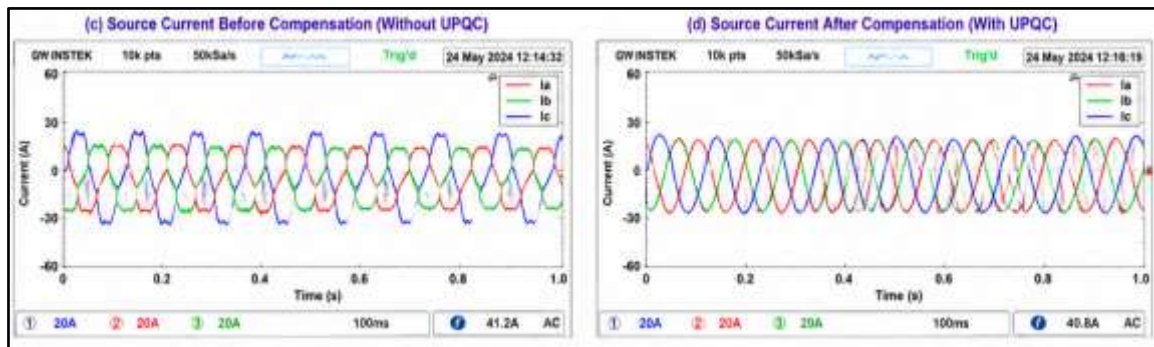 (c) Source Current Before Compensation (Without UPQC)
GW INSTEK 10k pts 50kSa/s Trig'd 24 May 2024 12:14:32
60
30
0
-30
-60
Current (A)
Ia
Ib
Ic
0 0.2 0.4 0.6 0.8 1.0
Time (s)
① 20A ② 20A ③ 20A 100ms f 41.2A AC
(d) Source Current After Compensation (With UPQC)
GW INSTEK 10k pts 50kSa/s Trig'd 24 May 2024 12:16:19
60
30
0
-30
-60
Current (A)
Ia
Ib
Ic
0 0.2 0.4 0.6 0.8 1.0
Time (s)
① 20A ② 20A ③ 20A 100ms f 40.8A AC